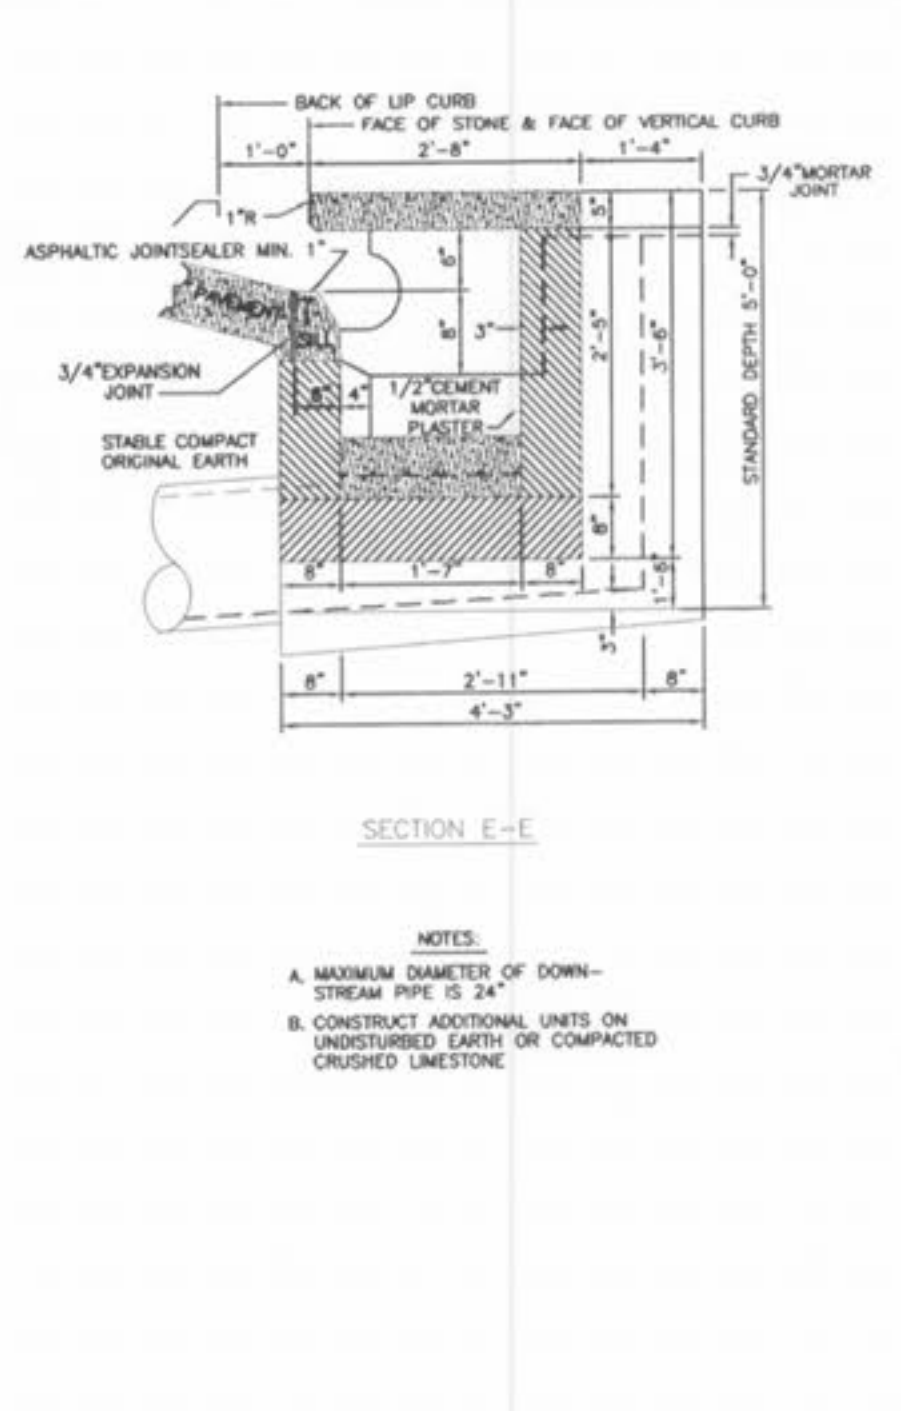 BACK OF LIP CURB
FACE OF STONE & FACE OF VERTICAL CURB
1'-0"
2'-8"
1'-4"
3/4"MORTAR
JOINT
1"R
5"
ASPHALTIC JOINTSEALER MIN. 1"
6"
PAVEMENT
SILL
8"
3"
2'-5"
3'-6"
STANDARD DEPTH 5'-0"
3/4"EXPANSION
JOINT
6"
4"
1/2"CEMENT
MORTAR
PLASTER
STABLE COMPACT
ORIGINAL EARTH
8"
8"
1'-7"
8"
1'-6"
3"
8"
2'-11"
8"
4'-3"
SECTION E-E
NOTES:
A. MAXIMUM DIAMETER OF DOWN-
STREAM PIPE IS 24"
B. CONSTRUCT ADDITIONAL UNITS ON
UNDISTURBED EARTH OR COMPACTED
CRUSHED LIMESTONE